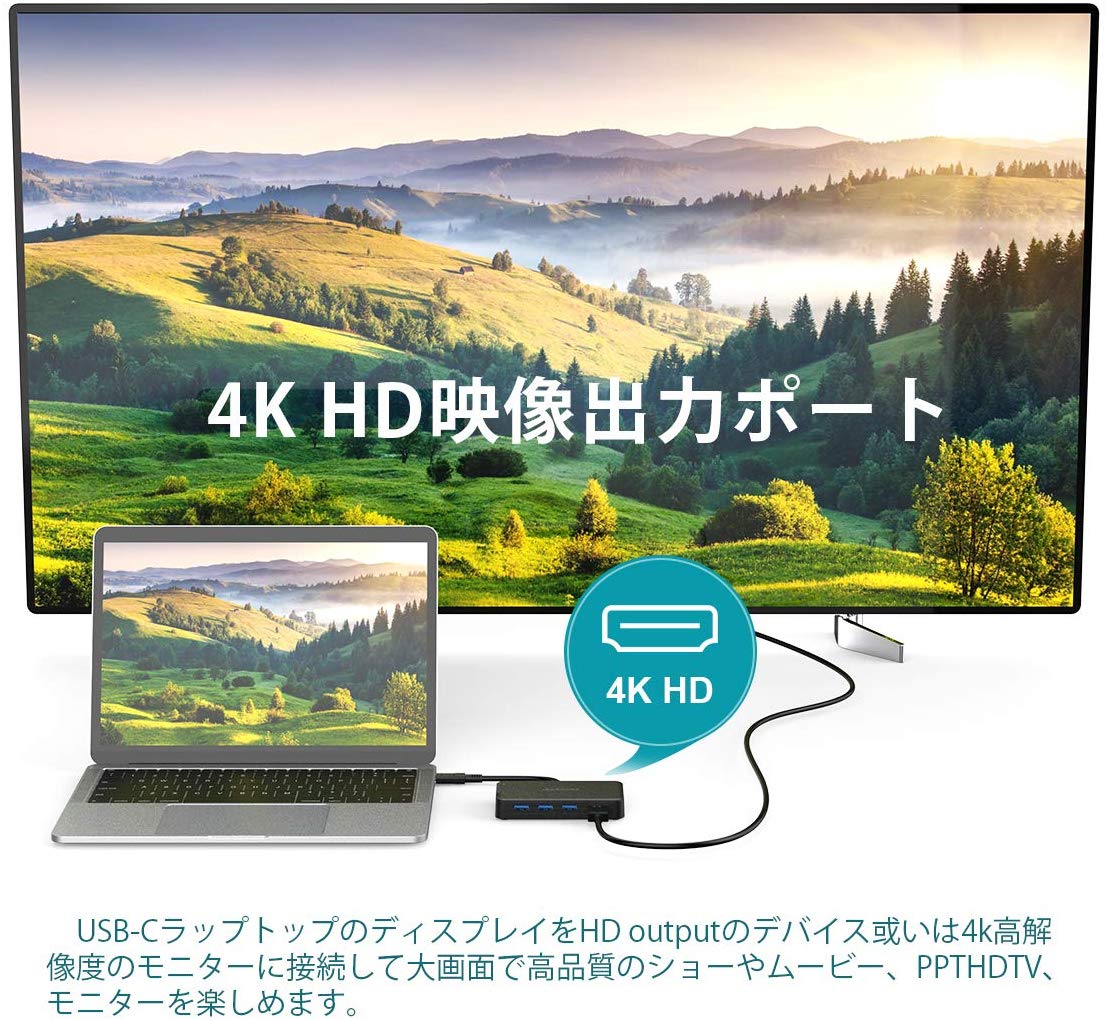 4K HD映像出力ポート
4K HD
USB-CラップトップのディスプレイをHD outputのデバイス或いは4k高解
像度のモニターに接続して大画面で高品質のショーやムービー、PPTHDTV、
モニターを楽しめます。